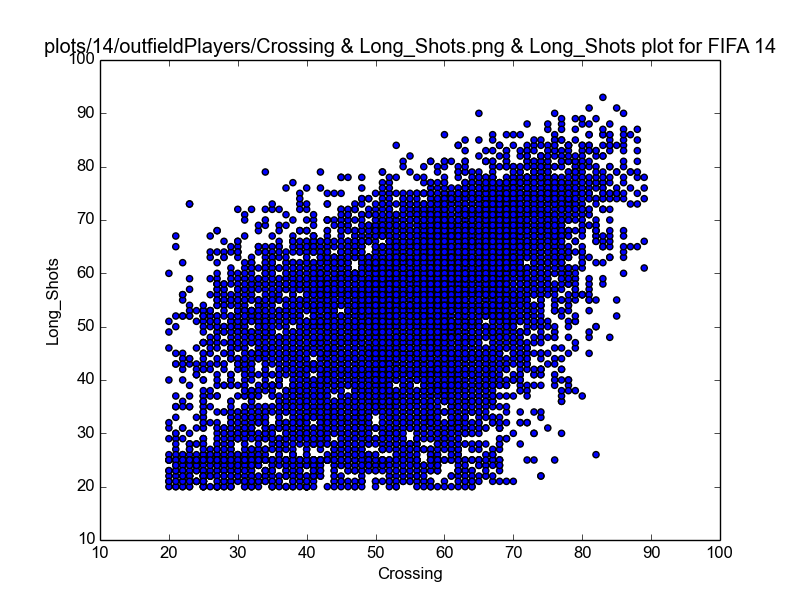 plots/14/outfieldPlayers/Crossing & Long_Shots.png & Long_Shots plot for FIFA 14
100
90
80
70
60
50
40
30
20
10
Long_Shots
10 20 30 40 50 60 70 80 90 100
Crossing